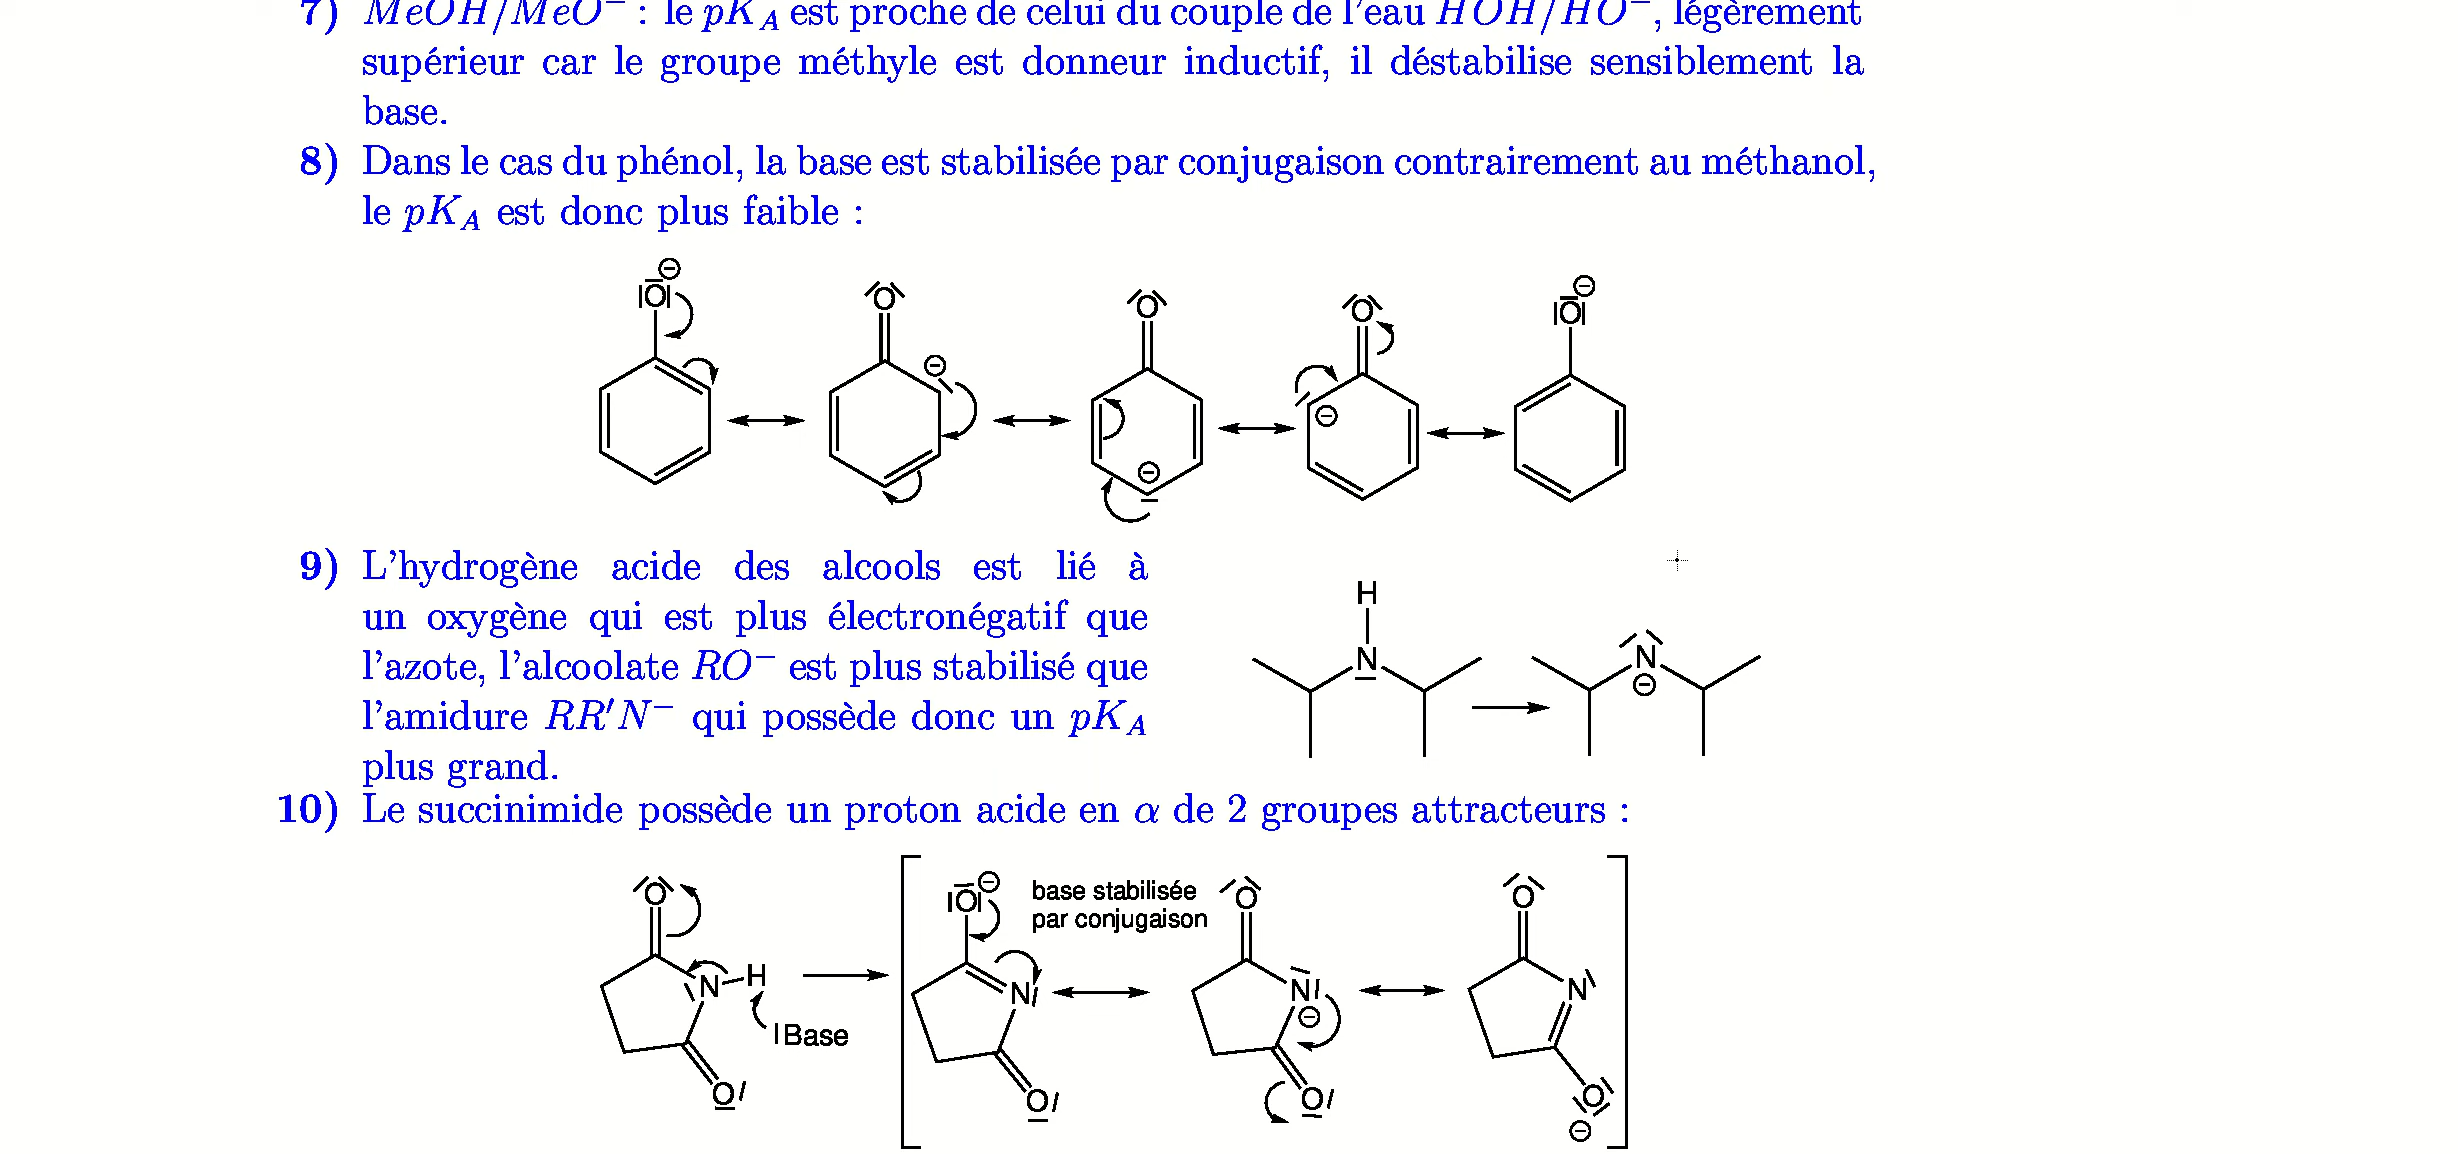 7) MeOH/MeO⁻ : le pK_A est proche de celui du couple de l'eau HOH/HO⁻, légèrement
supérieur car le groupe méthyle est donneur inductif, il déstabilise sensiblement la
base.
8) Dans le cas du phénol, la base est stabilisée par conjugaison contrairement au méthanol,
le pK_A est donc plus faible :
O⊖ O O O O⊖
⊖ ⊖ ⊖
9) L'hydrogène acide des alcools est lié à
un oxygène qui est plus électronégatif que
l'azote, l'alcoolate RO⁻ est plus stabilisé que
l'amidure RR′N⁻ qui possède donc un pK_A
plus grand.
H
N N
⊖
10) Le succinimide possède un proton acide en α de 2 groupes attracteurs :
O O⊖ base stabilisée O O
par conjugaison
N H N N N
⊖
Base
O O O O
⊖